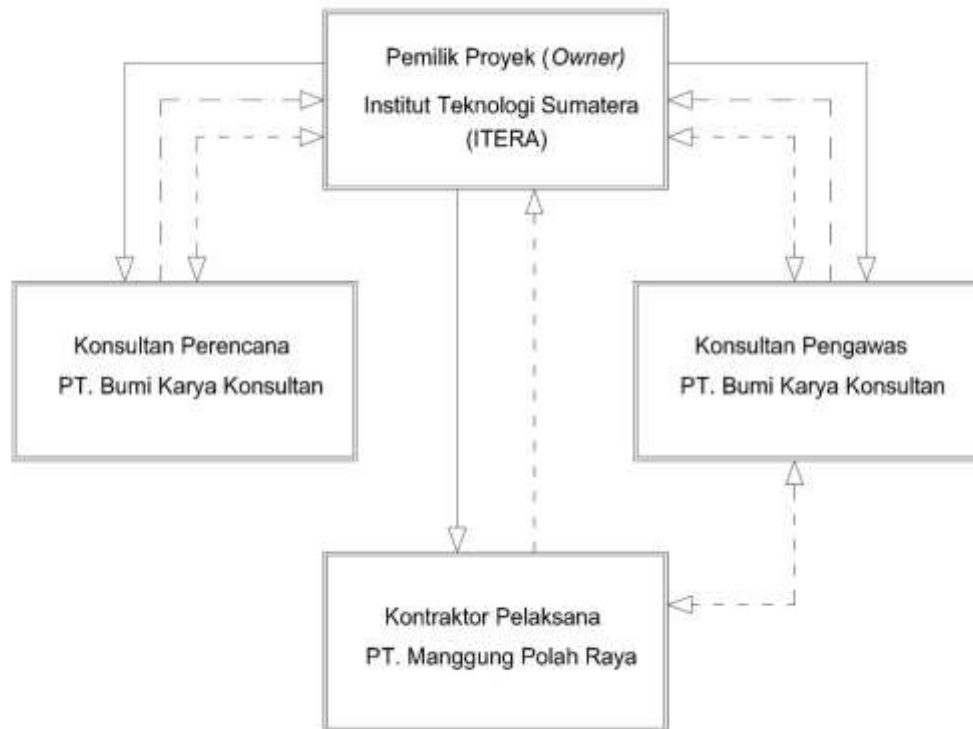 Pemilik Proyek (Owner)
Institut Teknologi Sumatera
(ITERA)
Konsultan Perencana
PT. Bumi Karya Konsultan
Konsultan Pengawas
PT. Bumi Karya Konsultan
Kontraktor Pelaksana
PT. Manggung Polah Raya